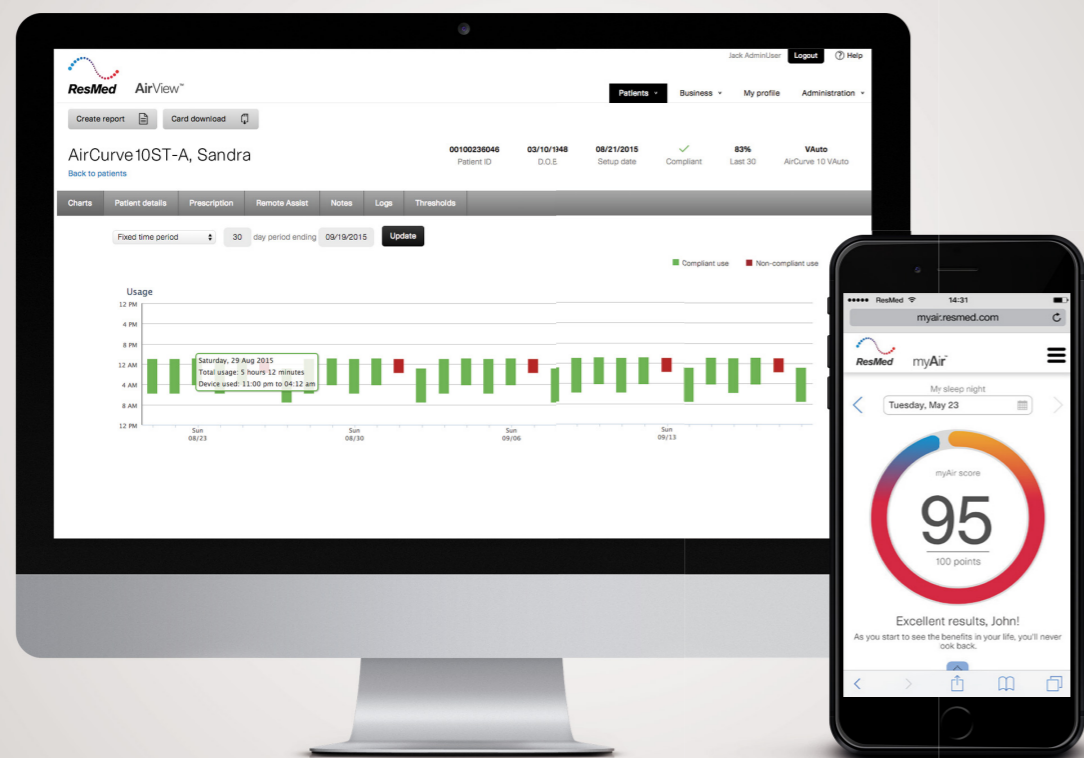 Jack AdminUser Logout ? Help
ResMed AirView™
Patients Business My profile Administration
Create report Card download
AirCurve 10ST-A, Sandra
Back to patients
00100236046 03/10/1948 08/21/2015 83% VAuto
Patient ID D.O.B Setup date Compliant Last 30 AirCurve 10 VAuto
Charts Patient details Prescription Remote Assist Notes Logs Thresholds
Fixed time period 30 day period ending 09/19/2015 Update
Compliant use Non-compliant use
Usage
12 PM
4 PM
8 PM
12 AM
4 AM
8 AM
12 PM
Saturday, 29 Aug 2015
Total usage: 5 hours 12 minutes
Device used: 11:00 pm to 04:12 am
Sun Sun Sun Sun
08/23 08/30 09/06 09/13
ResMed 14:31
myair.resmed.com
ResMed myAir™
My sleep night
Tuesday, May 23
myAir score
95
100 points
Excellent results, John!
As you start to see the benefits in your life, you'll never
ook back.